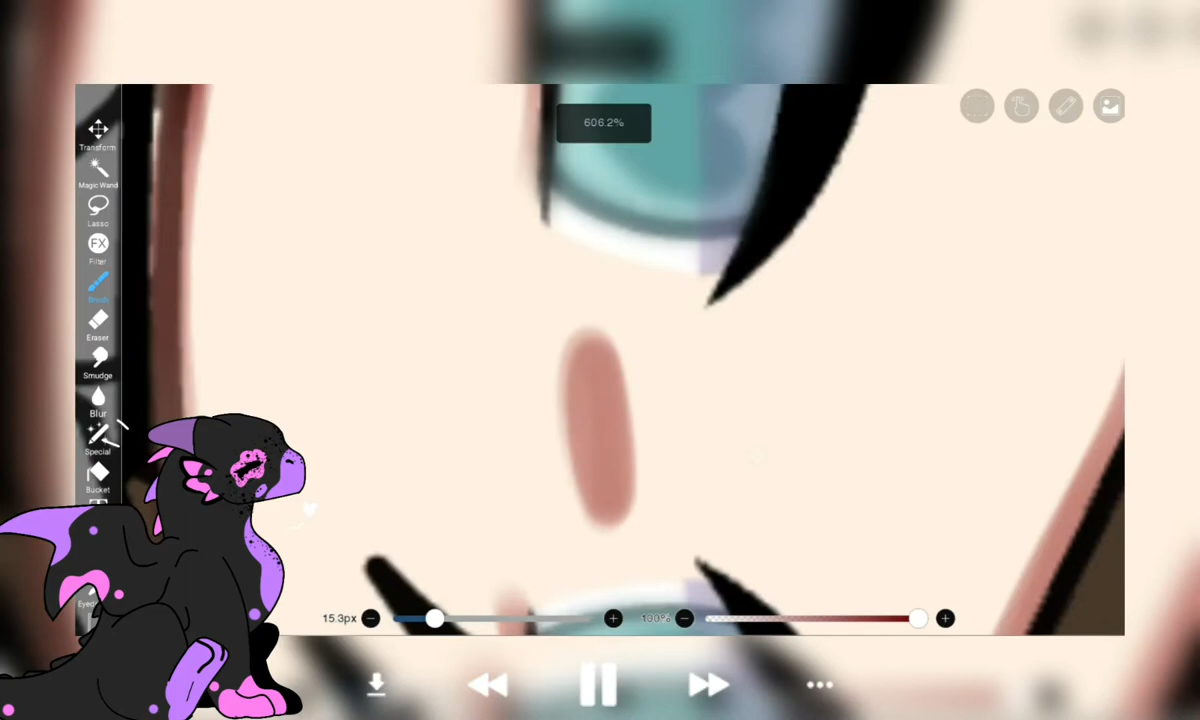 606.2%
Transform
Magic Wand
Lasso
FX
Filter
Brush
Eraser
Smudge
Blur
Special
Bucket
15.3px
100%